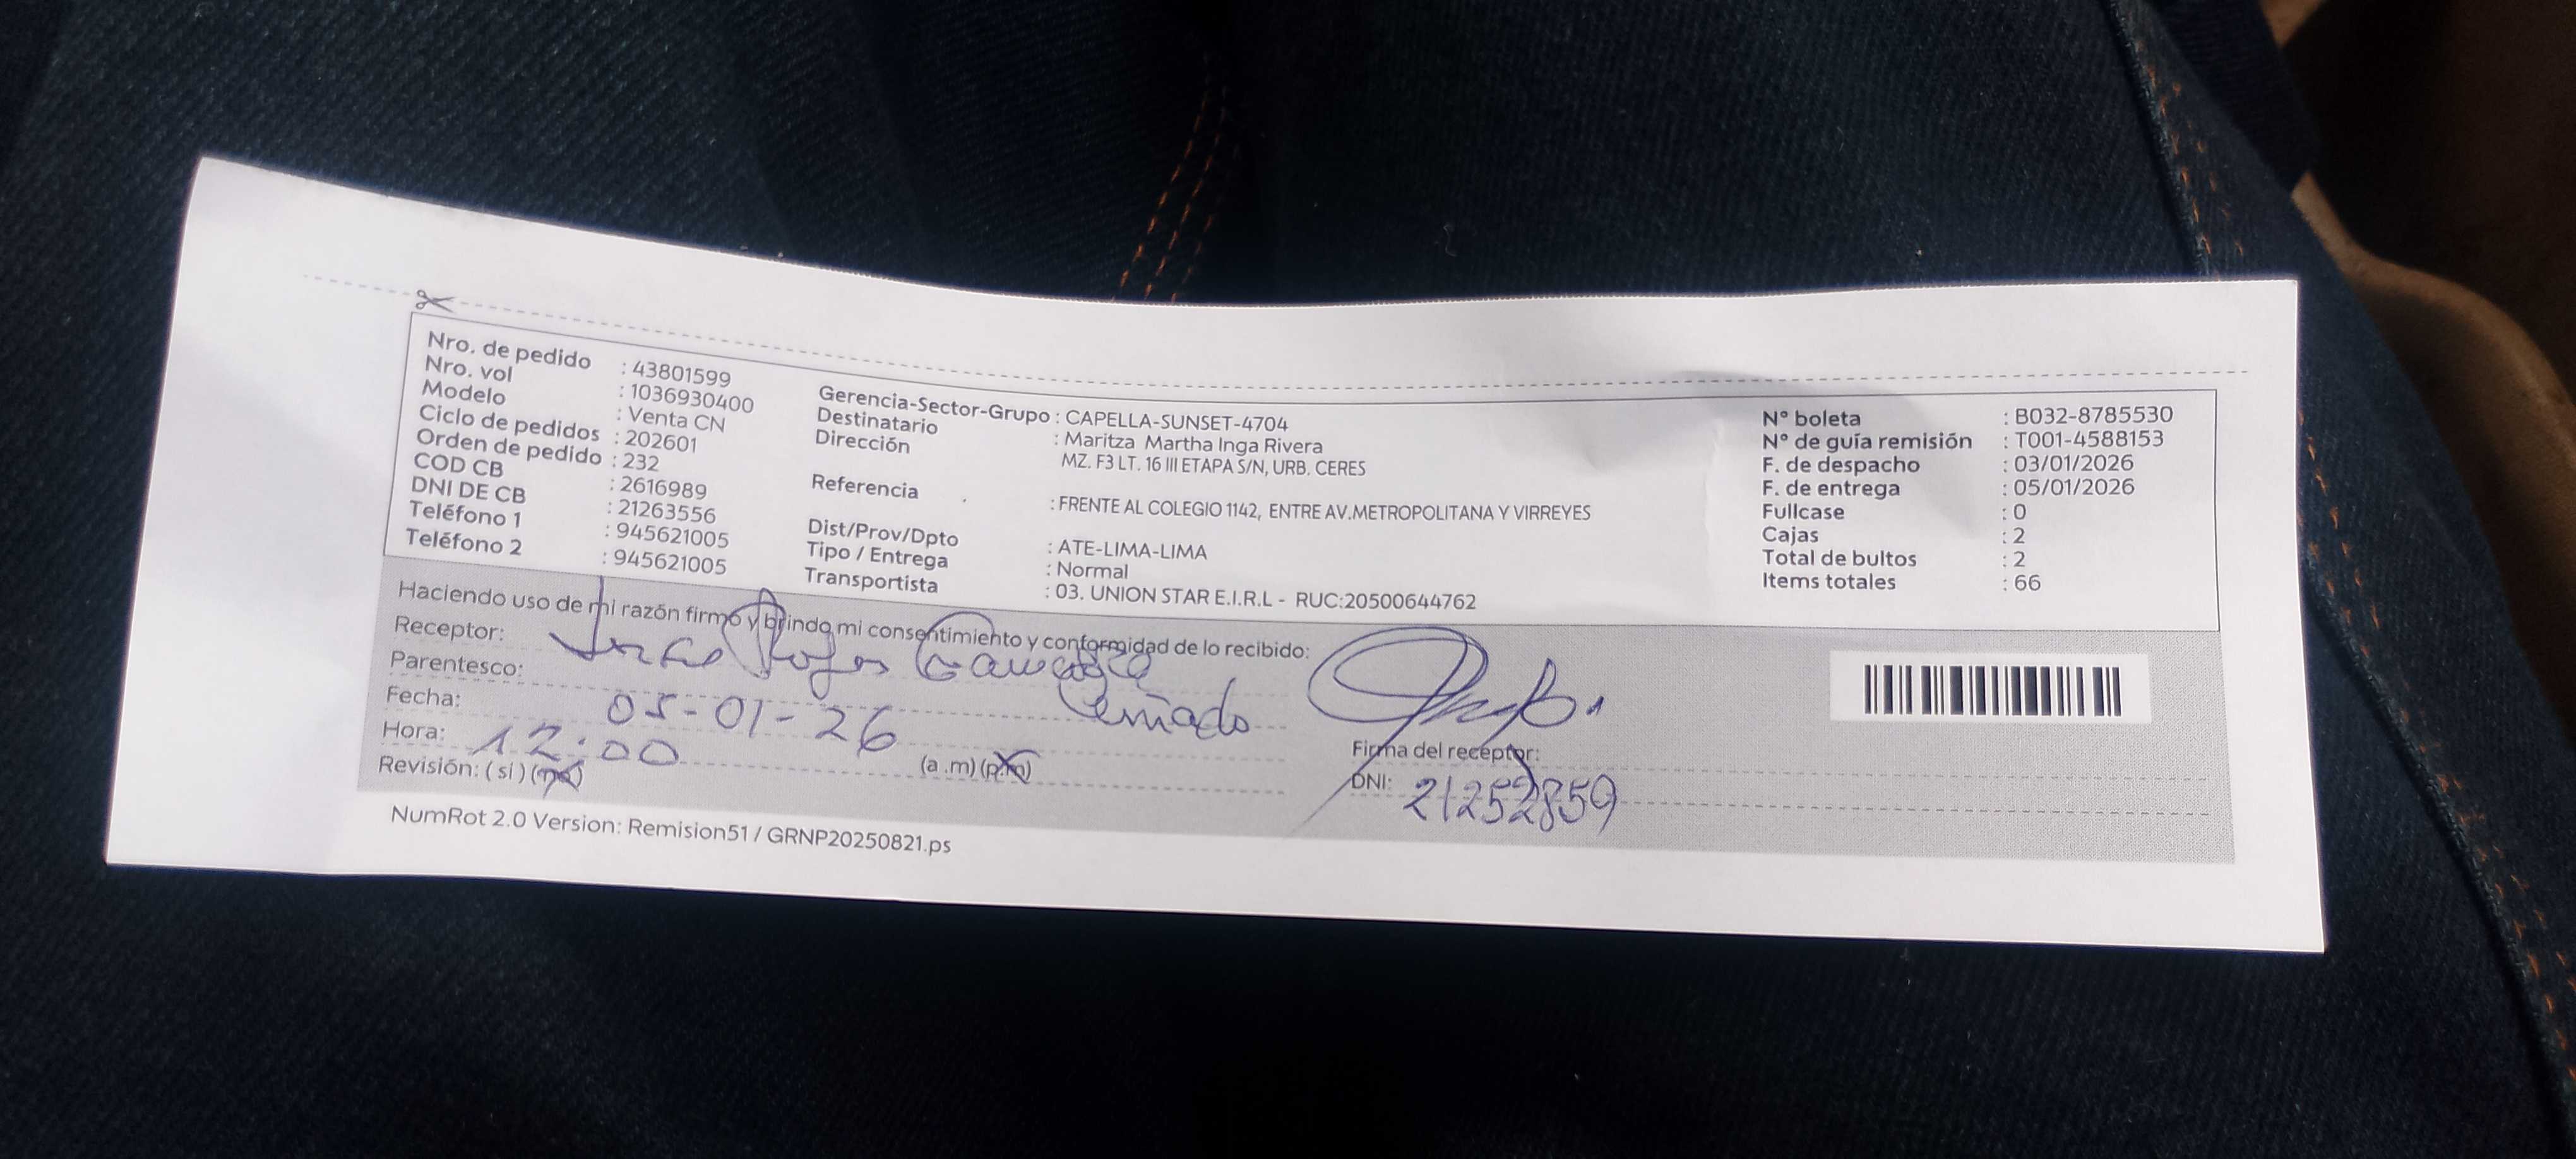 Nro. de pedido : 43801599
Nro. vol : 1036930400
Modelo : Venta CN
Ciclo de pedidos : 202601
Orden de pedido : 232
COD CB : 2616989
DNI DE CB : 21263556
Teléfono 1 : 945621005
Teléfono 2 : 945621005
Gerencia-Sector-Grupo : CAPELLA-SUNSET-4704
Destinatario : Maritza Martha Inga Rivera
Dirección MZ. F3 LT. 16 III ETAPA S/N, URB. CERES
Referencia : FRENTE AL COLEGIO 1142, ENTRE AV.METROPOLITANA Y VIRREYES
Dist/Prov/Dpto : ATE-LIMA-LIMA
Tipo / Entrega : Normal
Transportista : 03. UNION STAR E.I.R.L - RUC:20500644762
N° boleta : B032-8785530
N° de guía remisión : T001-4588153
F. de despacho : 03/01/2026
F. de entrega : 05/01/2026
Fullcase : 0
Cajas : 2
Total de bultos : 2
Items totales : 66
Haciendo uso de mi razón firmo y brindo mi consentimiento y conformidad de lo recibido:
Receptor: Rojas
Parentesco:
Fecha: 05-01-26
Hora: 12:00 (a .m) (p.m)
Revisión: ( si ) (no)
Firma del receptor:
DNI: 21252859
NumRot 2.0 Version: Remision51 / GRNP20250821.ps